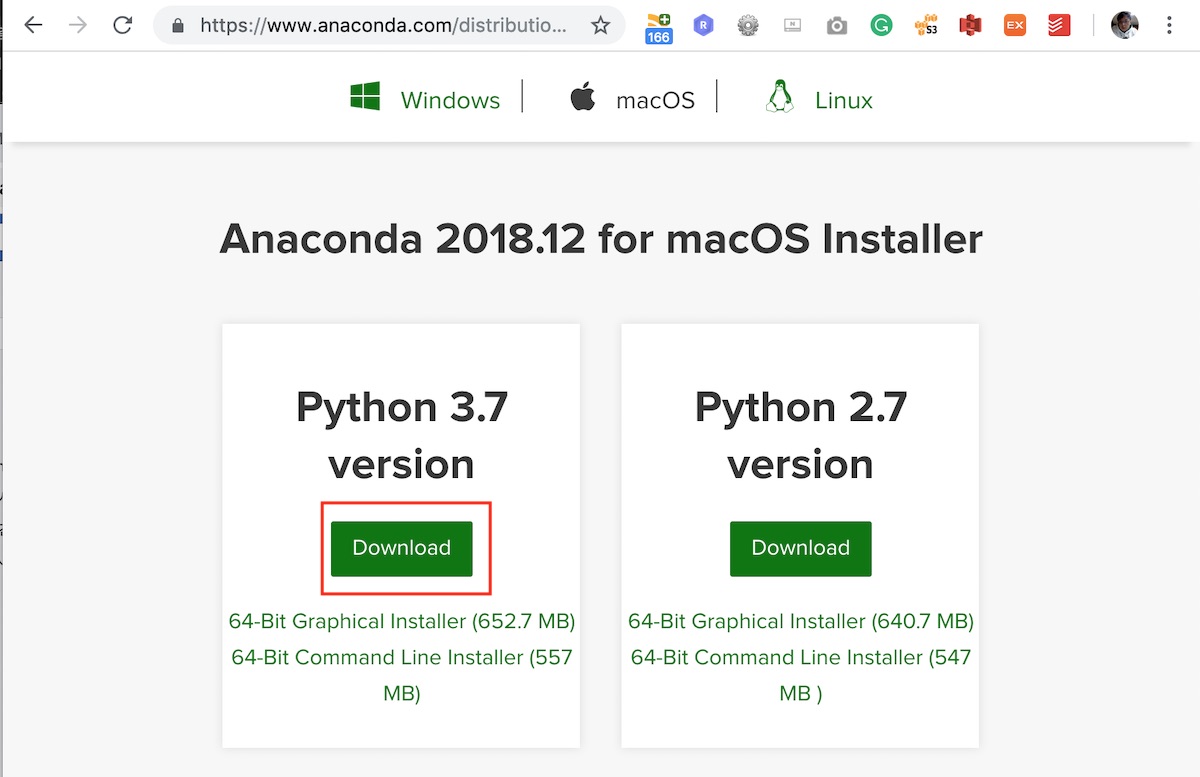 https://www.anaconda.com/distributio...
166
R
N
G
S3
EX
Windows
macOS
Linux
Anaconda 2018.12 for macOS Installer
Python 3.7
version
Download
64-Bit Graphical Installer (652.7 MB)
64-Bit Command Line Installer (557
MB)
Python 2.7
version
Download
64-Bit Graphical Installer (640.7 MB)
64-Bit Command Line Installer (547
MB )